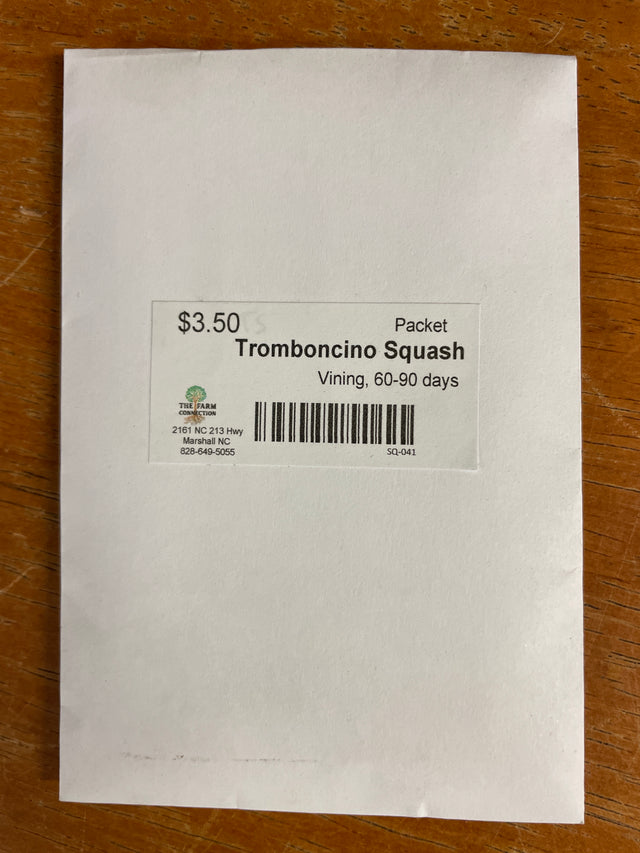 $3.50 Packet
Tromboncino Squash
Vining, 60-90 days
THE FARM
CONNECTION
2161 NC 213 Hwy
Marshall NC
828-649-5055
SQ-041